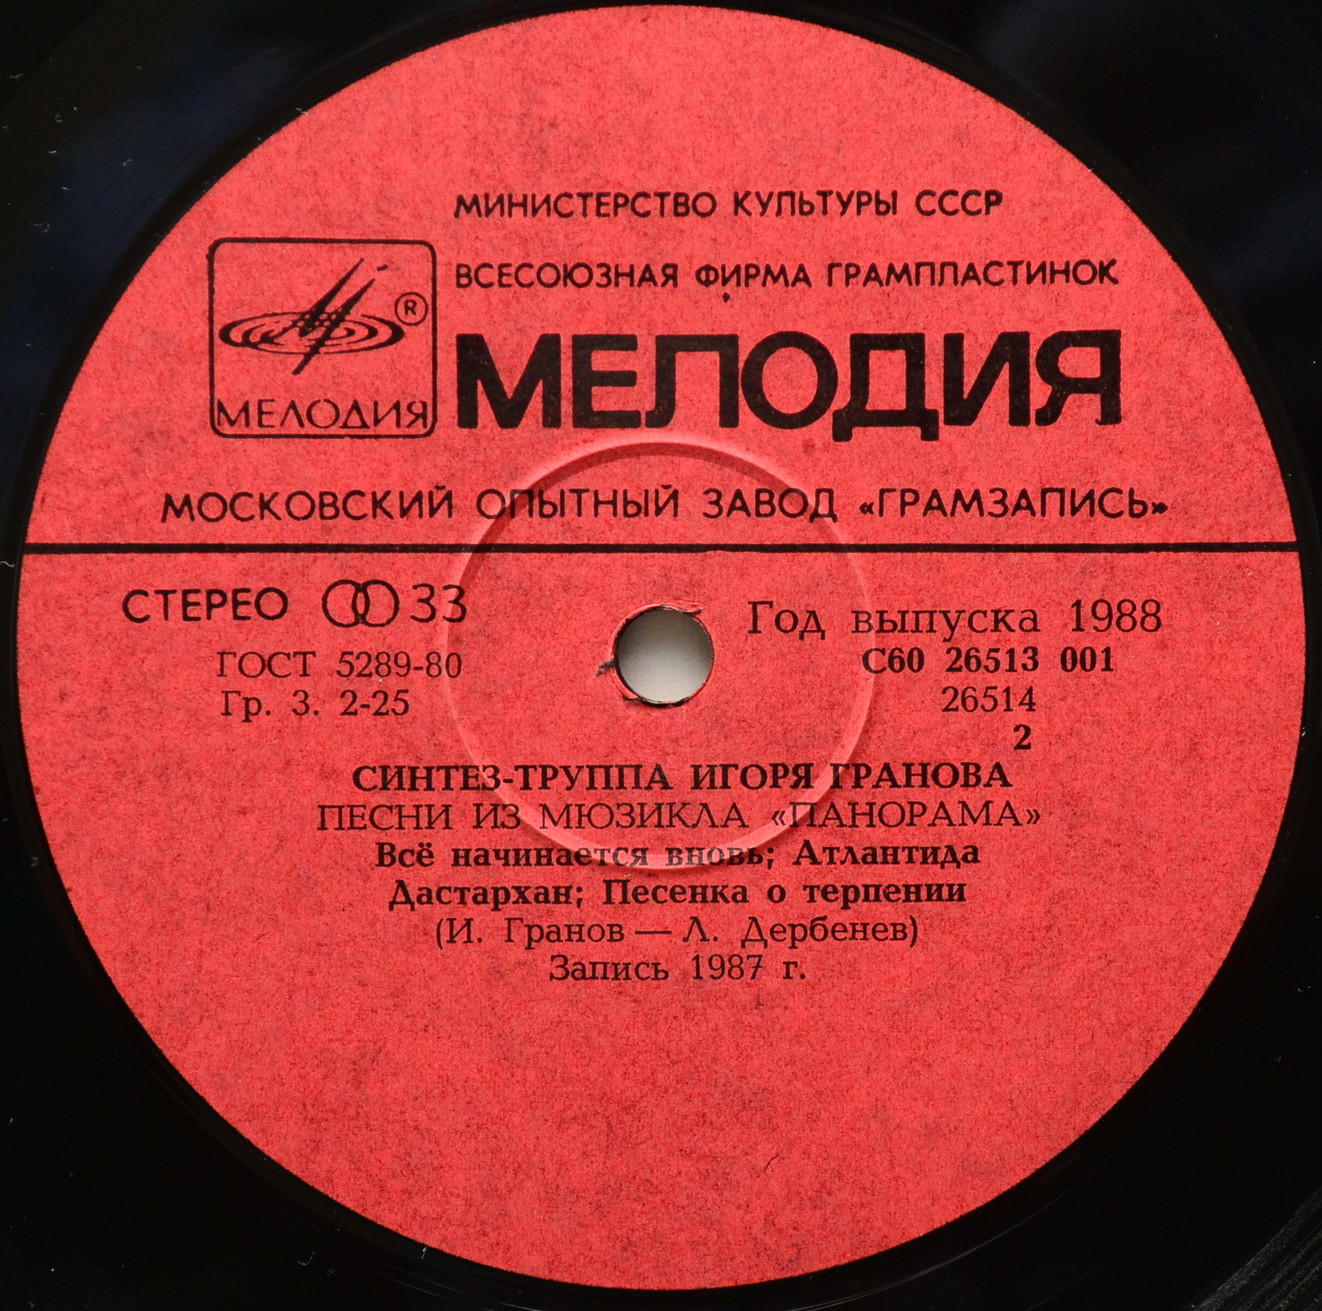 МИНИСТЕРСТВО КУЛЬТУРЫ СССР
ВСЕСОЮЗНАЯ ФИРМА ГРАМПЛАСТИНОК
®
МЕЛОДИЯ
МЕЛОДИЯ
МОСКОВСКИЙ ОПЫТНЫЙ ЗАВОД «ГРАМЗАПИСЬ»
СТЕРЕО 33
ГОСТ 5289-80
Гр. 3. 2-25
Год выпуска 1988
С60 26513 001
26514
2
СИНТЕЗ-ТРУППА ИГОРЯ ГРАНОВА
ПЕСНИ ИЗ МЮЗИКЛА «ПАНОРАМА»
Всё начинается вновь; Атлантида
Дастархан; Песенка о терпении
(И. Гранов — Л. Дербенев)
Запись 1987 г.